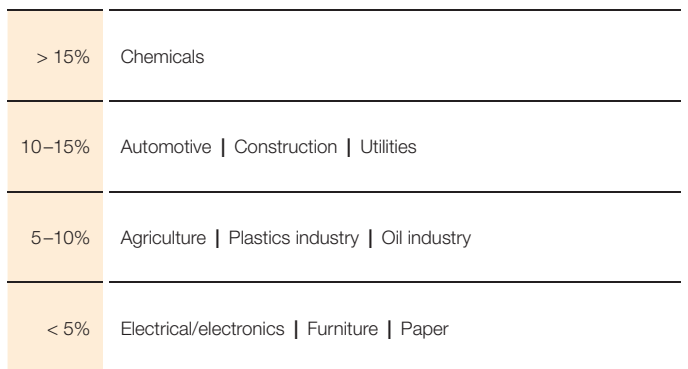 > 15% Chemicals
10–15% Automotive | Construction | Utilities
5–10% Agriculture | Plastics industry | Oil industry
< 5% Electrical/electronics | Furniture | Paper